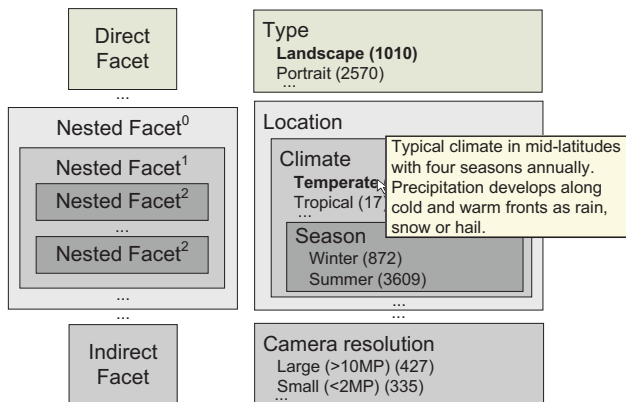 Direct
Facet
...
Nested Facet0
Nested Facet1
Nested Facet2
...
Nested Facet2
...
...
Indirect
Facet
Type
Landscape (1010)
Portrait (2570)
...
Location
Climate
Temperate
Tropical (17
...
Typical climate in mid-latitudes
with four seasons annually.
Precipitation develops along
cold and warm fronts as rain,
snow or hail.
Season
Winter (872)
Summer (3609)
...
...
Camera resolution
Large (>10MP) (427)
Small (<2MP) (335)
...